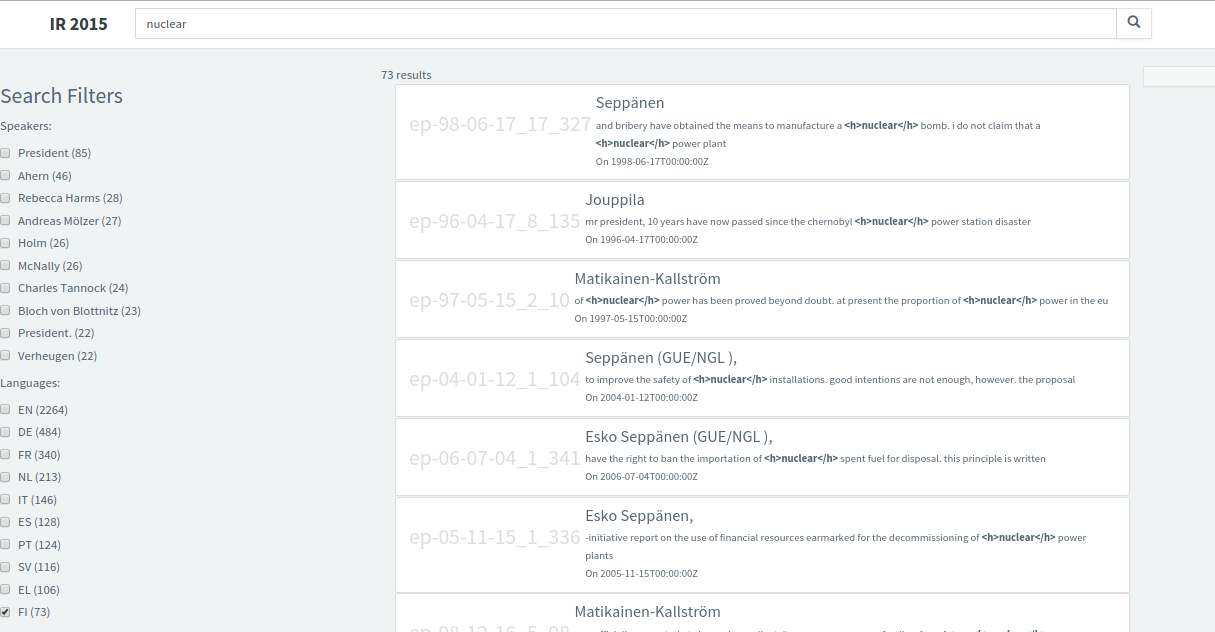 IR 2015
nuclear
73 results
Search Filters
Speakers:
President (85)
Ahern (46)
Rebecca Harms (28)
Andreas Mölzer (27)
Holm (26)
McNally (26)
Charles Tannock (24)
Bloch von Blottnitz (23)
President. (22)
Verheugen (22)
Languages:
EN (2264)
DE (484)
FR (340)
NL (213)
IT (146)
ES (128)
PT (124)
SV (116)
EL (106)
FI (73)
ep-98-06-17_17_327
Seppänen
and bribery have obtained the means to manufacture a <h>nuclear</h> bomb. i do not claim that a
<h>nuclear</h> power plant
On 1998-06-17T00:00:00Z
ep-96-04-17_8_135
Jouppila
mr president, 10 years have now passed since the chernobyl <h>nuclear</h> power station disaster
On 1996-04-17T00:00:00Z
ep-97-05-15_2_10
Matikainen-Kallström
of <h>nuclear</h> power has been proved beyond doubt. at present the proportion of <h>nuclear</h> power in the eu
On 1997-05-15T00:00:00Z
ep-04-01-12_1_104
Seppänen (GUE/NGL ),
to improve the safety of <h>nuclear</h> installations. good intentions are not enough, however. the proposal
On 2004-01-12T00:00:00Z
ep-06-07-04_1_341
Esko Seppänen (GUE/NGL ),
have the right to ban the importation of <h>nuclear</h> spent fuel for disposal. this principle is written
On 2006-07-04T00:00:00Z
ep-05-11-15_1_336
Esko Seppänen,
-initiative report on the use of financial resources earmarked for the decommissioning of <h>nuclear</h> power
plants
On 2005-11-15T00:00:00Z
Matikainen-Kallström